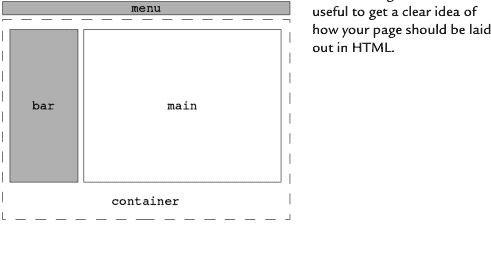 menu
bar
main
container
useful to get a clear idea of
how your page should be laid
out in HTML.